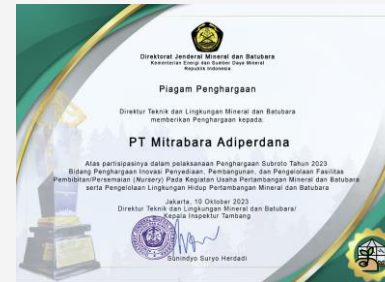 Direktorat Jenderal Mineral dan Batubara
Kementerian Energi dan Sumber Daya Mineral
Republik Indonesia
Piagam Penghargaan
Direktur Teknik dan Lingkungan Mineral dan Batubara
memberikan Penghargaan kepada:
PT Mitrabara Adiperdana
Atas partisipasinya dalam pelaksanaan Penghargaan Subroto Tahun 2023
Bidang Penghargaan Inovasi Penyediaan, Pembangunan, dan Pengelolaan Fasilitas
Pembibitan/Persemaian (Nursery) Pada Kegiatan Usaha Pertambangan Mineral dan Batubara
serta Pengelolaan Lingkungan Hidup Pertambangan Mineral dan Batubara
Jakarta, 10 Oktober 2023
Direktur Teknik dan Lingkungan Mineral dan Batubara/
Kepala Inspektur Tambang
Sunindyo Suryo Herdadi